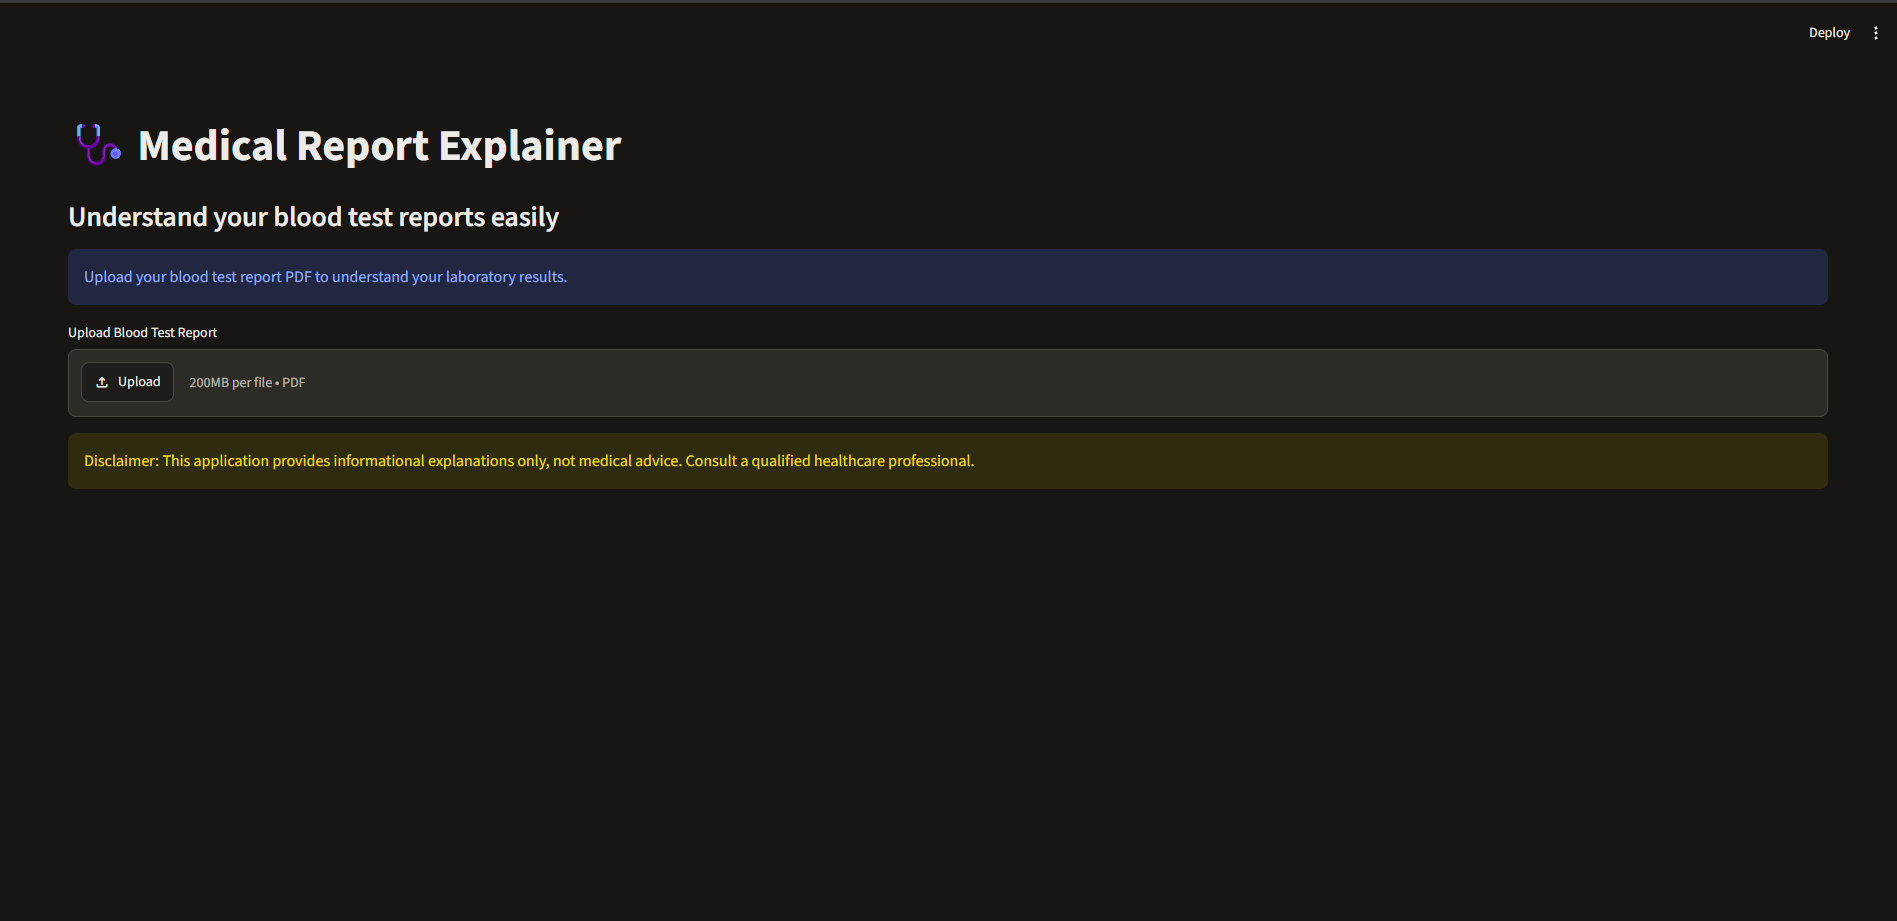 Deploy
Medical Report Explainer
Understand your blood test reports easily
Upload your blood test report PDF to understand your laboratory results.
Upload Blood Test Report
Upload 200MB per file • PDF
Disclaimer: This application provides informational explanations only, not medical advice. Consult a qualified healthcare professional.